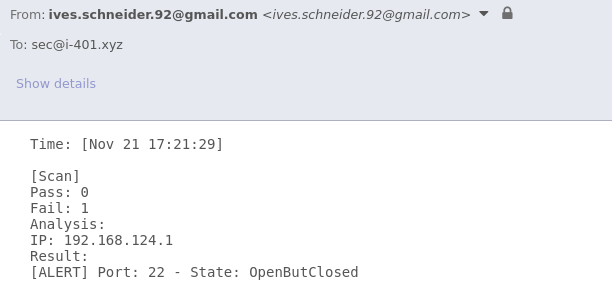 From: ives.schneider.92@gmail.com <ives.schneider.92@gmail.com>
To: sec@i-401.xyz
Show details
Time: [Nov 21 17:21:29]
[Scan]
Pass: 0
Fail: 1
Analysis:
IP: 192.168.124.1
Result:
[ALERT] Port: 22 - State: OpenButClosed